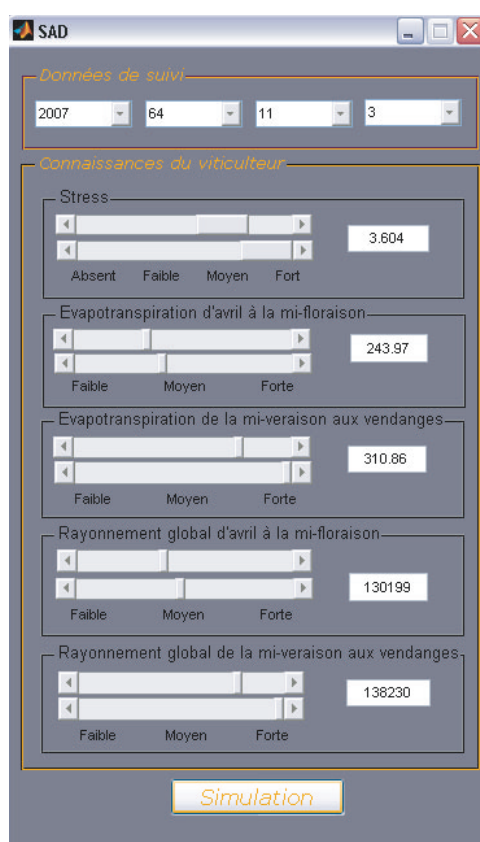 SAD
Données de suivi
2007 64 11 3
Connaissances du viticulteur
Stress
3.604
Absent Faible Moyen Fort
Evapotranspiration d'avril à la mi-floraison
243.97
Faible Moyen Forte
Evapotranspiration de la mi-veraison aux vendanges
310.86
Faible Moyen Forte
Rayonnement global d'avril à la mi-floraison
130199
Faible Moyen Forte
Rayonnement global de la mi-veraison aux vendanges
138230
Faible Moyen Forte
Simulation